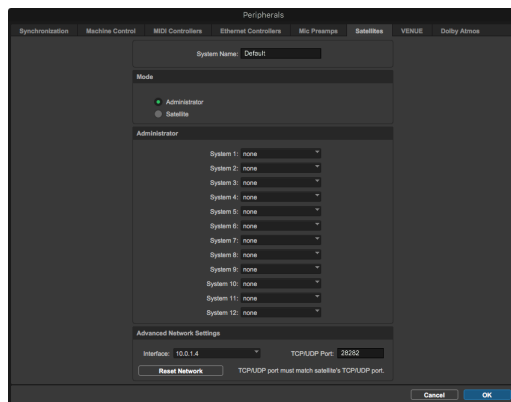 Peripherals
Synchronization Machine Control MIDI Controllers Ethernet Controllers Mic Preamps Satellites VENUE Dolby Atmos
System Name: Default
Mode
Administrator
Satellite
Administrator
System 1: none
System 2: none
System 3: none
System 4: none
System 5: none
System 6: none
System 7: none
System 8: none
System 9: none
System 10: none
System 11: none
System 12: none
Advanced Network Settings
Interface: 10.0.1.4 TCP/UDP Port: 28282
Reset Network TCP/UDP port must match satellite's TCP/UDP port.
Cancel OK